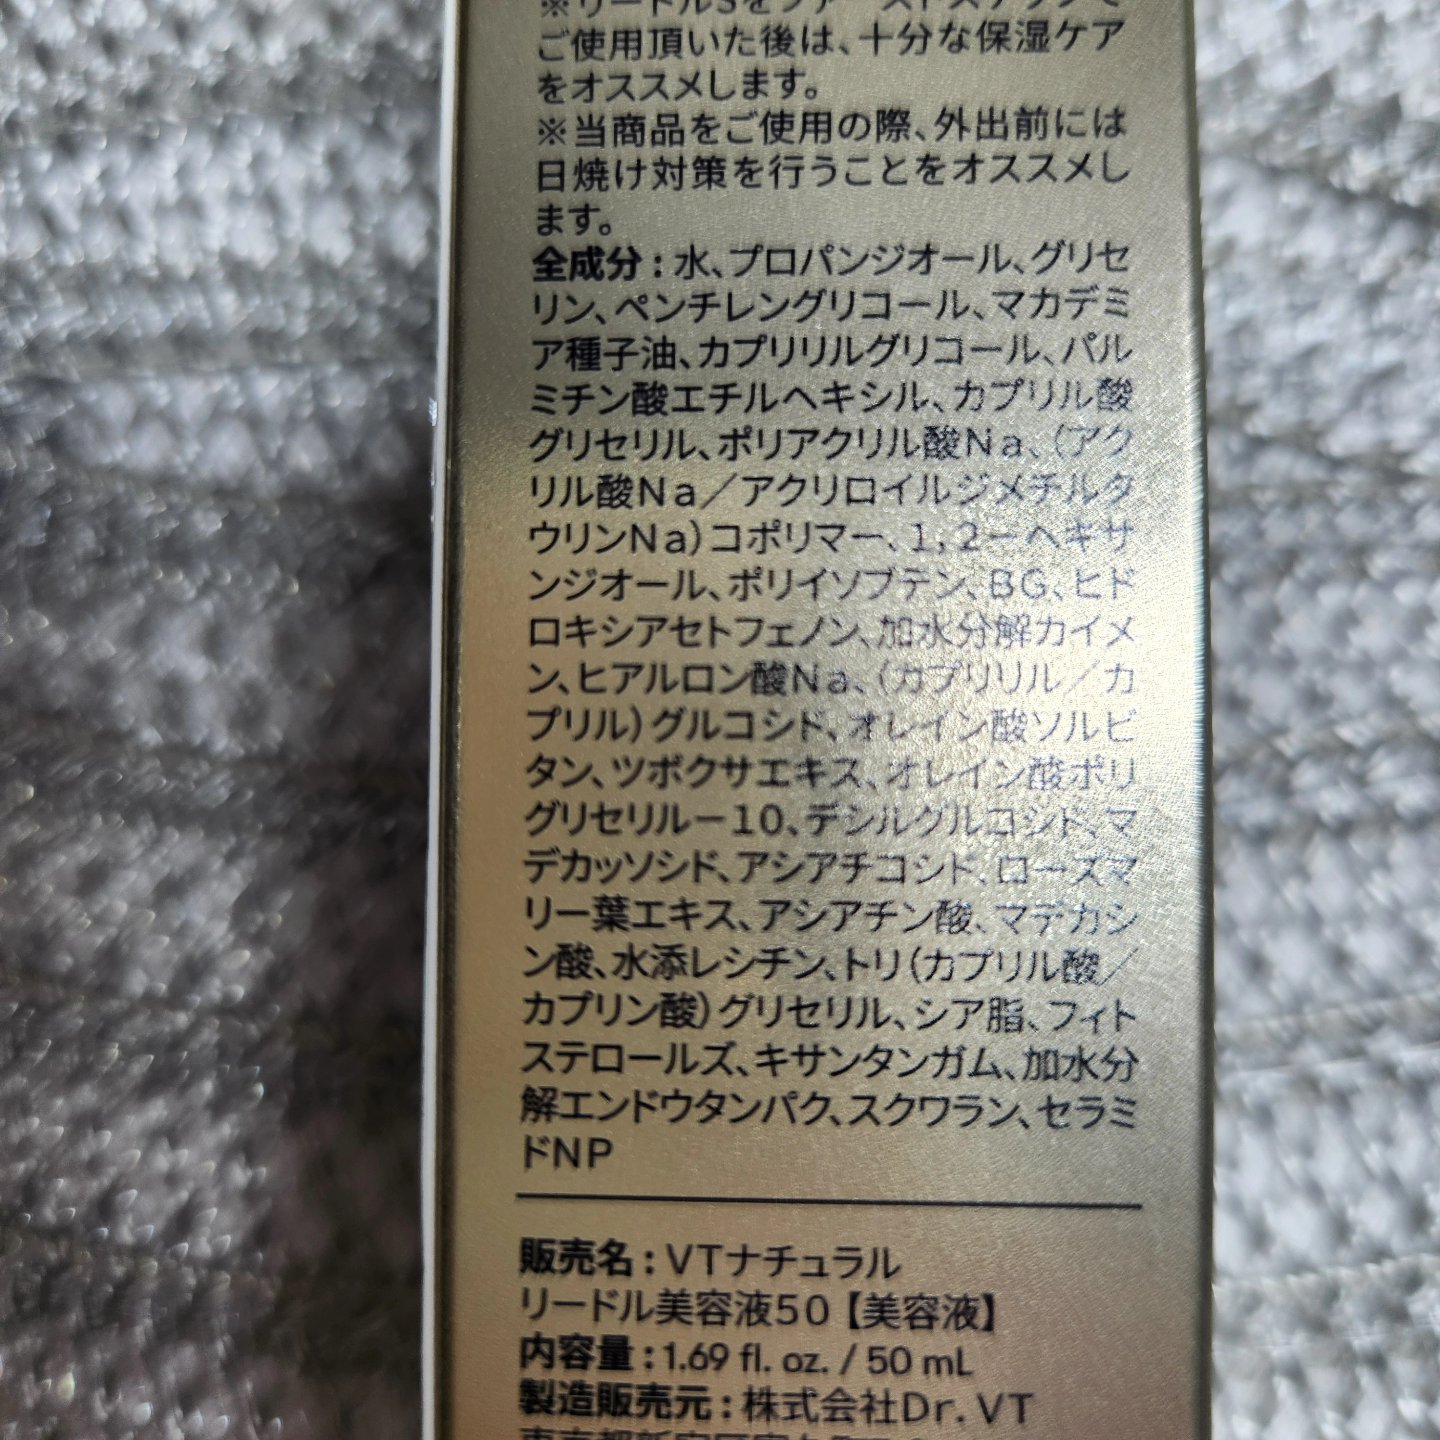 ※リードルSをファーストステップで
ご使用頂いた後は、十分な保湿ケア
をオススメします。
※当商品をご使用の際、外出前には
日焼け対策を行うことをオススメし
ます。
全成分：水、プロパンジオール、グリセ
リン、ペンチレングリコール、マカデミ
ア種子油、カプリリルグリコール、パル
ミチン酸エチルヘキシル、カプリル酸
グリセリル、ポリアクリル酸Na、（アク
リル酸Na／アクリロイルジメチルタ
ウリンNa）コポリマー、1，2－ヘキサ
ンジオール、ポリイソブテン、BG、ヒド
ロキシアセトフェノン、加水分解カイメ
ン、ヒアルロン酸Na、（カプリリル／カ
プリル）グルコシド、オレイン酸ソルビ
タン、ツボクサエキス、オレイン酸ポリ
グリセリル－10、デシルグルコシド、マ
デカッソシド、アシアチコシド、ローズマ
リー葉エキス、アシアチン酸、マデカシ
ン酸、水添レシチン、トリ（カプリル酸／
カプリン酸）グリセリル、シア脂、フィト
ステロールズ、キサンタンガム、加水分
解エンドウタンパク、スクワラン、セラミ
ドNP
販売名：VTナチュラル
リードル美容液50【美容液】
内容量：1.69 fl. oz. / 50 mL
製造販売元：株式会社Dr. VT